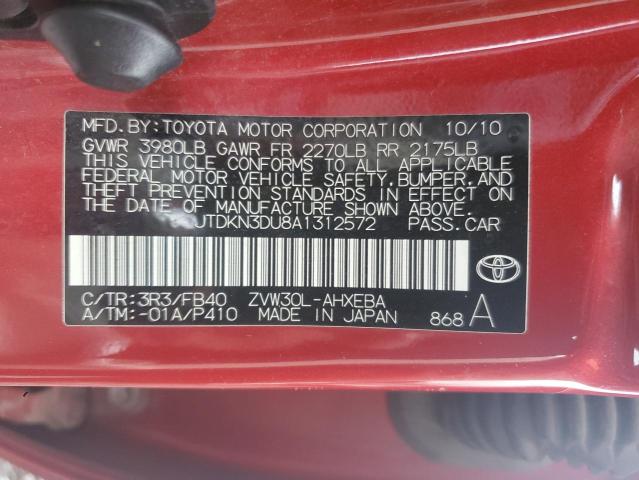 MFD.BY:TOYOTA MOTOR CORPORATION 10/10
GVWR 3980LB GAWR FR 2270LB RR 2175LB
THIS VEHICLE CONFORMS TO ALL APPLICABLE
FEDERAL MOTOR VEHICLE SAFETY, BUMPER, AND
THEFT PREVENTION STANDARDS IN EFFECT ON
THE DATE OF MANUFACTURE SHOWN ABOVE.
JTDKN3DU8A1312572 PASS.CAR
C/TR:3R3/FB40 ZVW30L-AHXEBA
A/TM:-01A/P410 MADE IN JAPAN 868 A